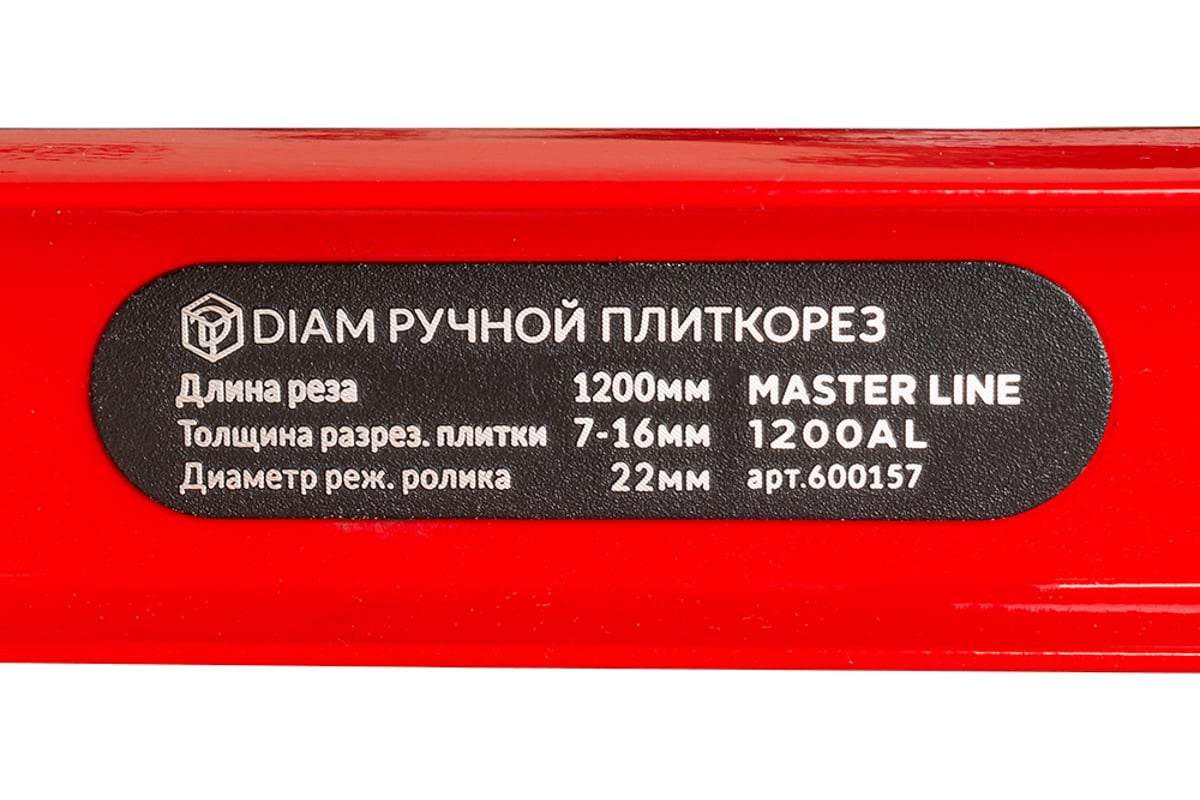 DIAM РУЧНОЙ ПЛИТКОРЕЗ
Длина реза 1200мм MASTER LINE
Толщина разрез. плитки 7-16мм 1200AL
Диаметр реж. ролика 22мм арт.600157